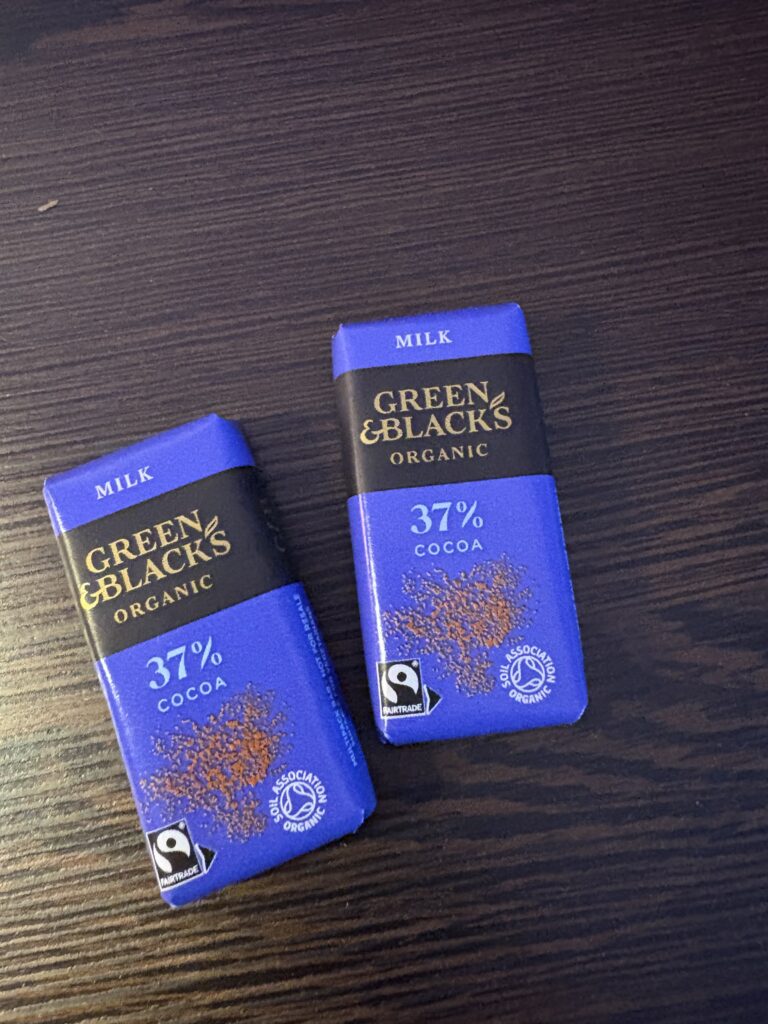 MILK
GREEN
&BLACK'S
ORGANIC
37%
COCOA
SOIL ASSOCIATION
ORGANIC
FAIRTRADE
MILK
GREEN
&BLACK'S
ORGANIC
37%
COCOA
SOIL ASSOCIATION
ORGANIC
FAIRTRADE